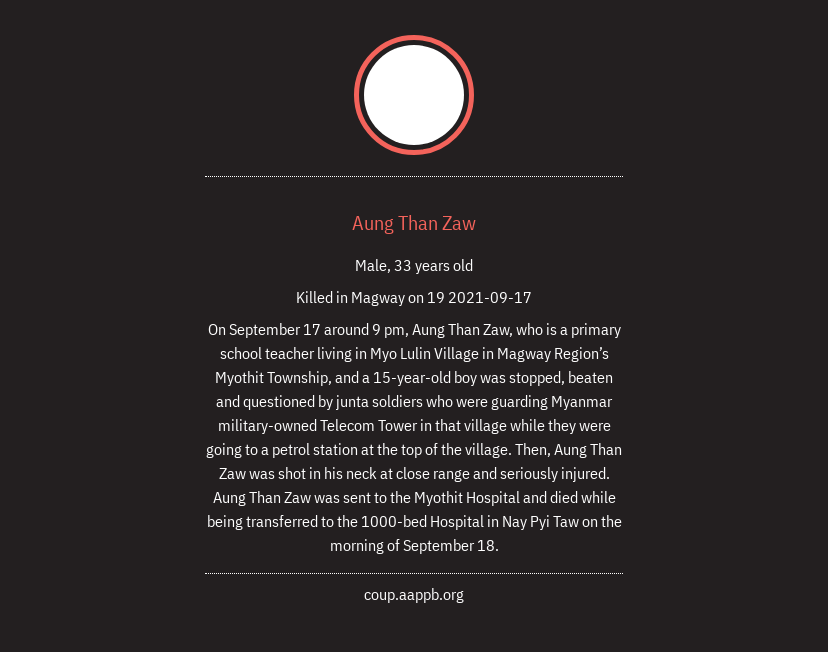 Aung Than Zaw
Male, 33 years old
Killed in Magway on 19 2021-09-17
On September 17 around 9 pm, Aung Than Zaw, who is a primary
school teacher living in Myo Lulin Village in Magway Region’s
Myothit Township, and a 15-year-old boy was stopped, beaten
and questioned by junta soldiers who were guarding Myanmar
military-owned Telecom Tower in that village while they were
going to a petrol station at the top of the village. Then, Aung Than
Zaw was shot in his neck at close range and seriously injured.
Aung Than Zaw was sent to the Myothit Hospital and died while
being transferred to the 1000-bed Hospital in Nay Pyi Taw on the
morning of September 18.
coup.aappb.org